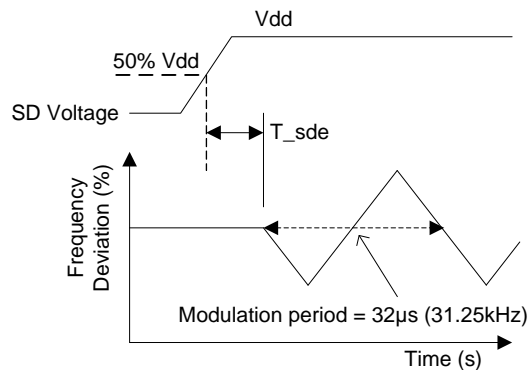 Vdd
50% Vdd
SD Voltage
T_sde
Frequency
Deviation (%)
Modulation period = 32µs (31.25kHz)
Time (s)